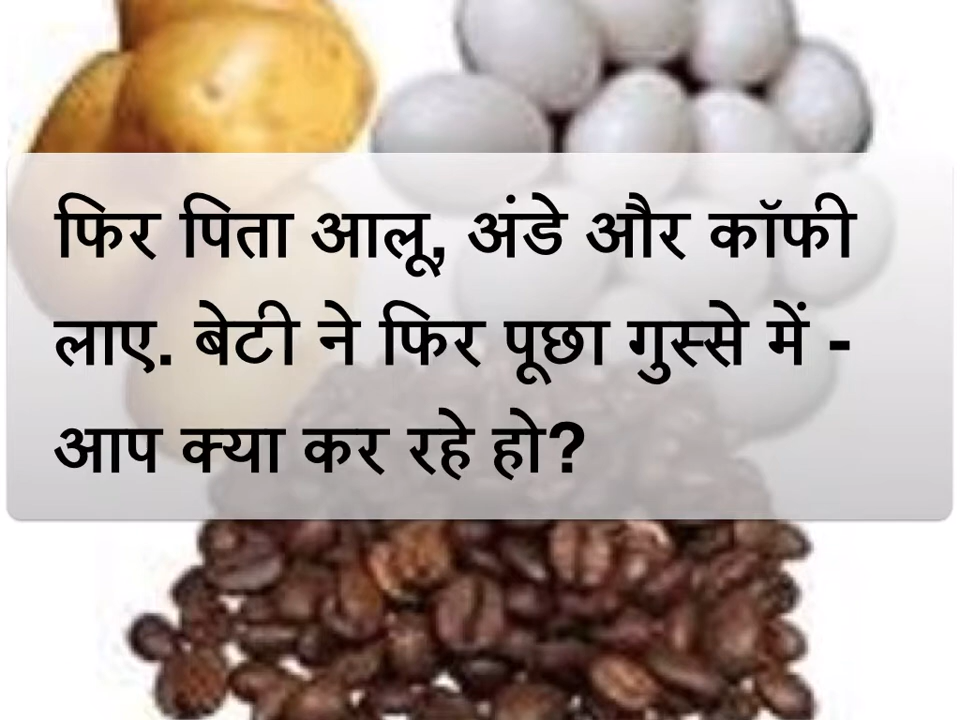 फिर पिता आलू, अंडे और कॉफी
लाए. बेटी ने फिर पूछा गुस्से में -
आप क्या कर रहे हो?